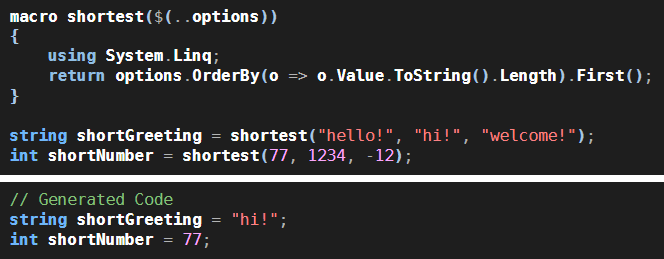 macro shortest($(..options))
{
    using System.Linq;
    return options.OrderBy(o => o.Value.ToString().Length).First();
}
string shortGreeting = shortest("hello!", "hi!", "welcome!");
int shortNumber = shortest(77, 1234, -12);
// Generated Code
string shortGreeting = "hi!";
int shortNumber = 77;